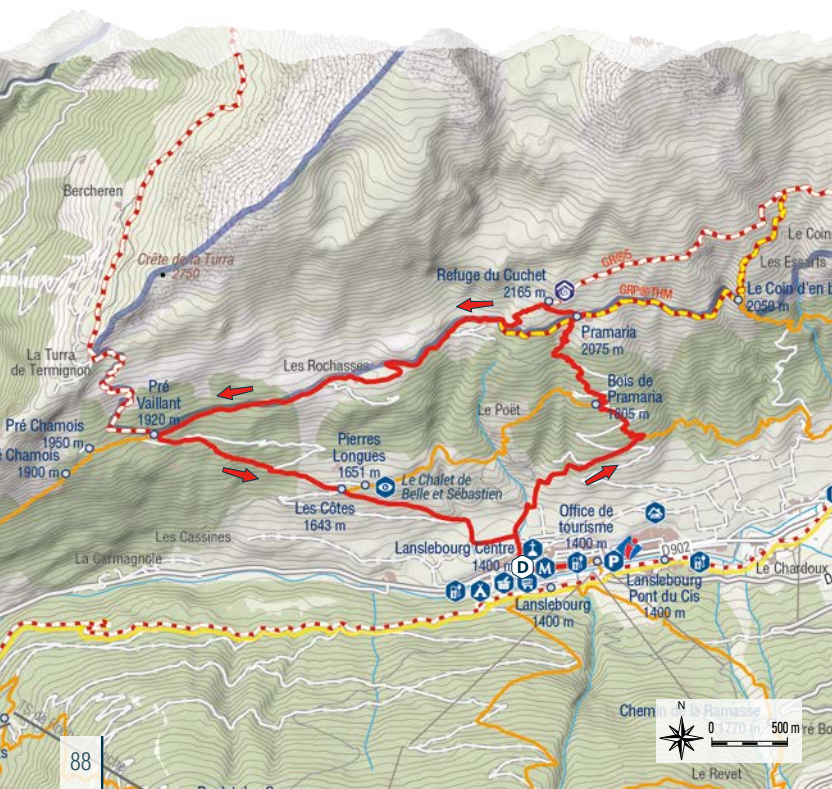 Bercheren
Crête de la Turra
2750
Le Coin
Les Essarts
GR®5
Refuge du Cuchet
2165 m
GRP®THM
Le Coin d'en
2050 m
Pramaria
2075 m
La Turra
de Termignon
Les Rochasses
Pré
Vaillant
1920 m
Bois de
Pramaria
1805 m
Le Poët
Pré Chamois
1950 m
Chamois
1900 m
Pierres
Longues
1651 m
Le Chalet de
Belle et Sébastien
Les Côtes
1643 m
Office de
tourisme
1400 m
Les Cassines
La Carmagnole
Lanslebourg Centre
1400 m
D
M
P
D902
Le Chardoux
Lanslebourg
Pont du Cis
1400 m
Lanslebourg
1400 m
Chemin de la Ramasse
1770 m
N
0 500 m
Le Revet
88